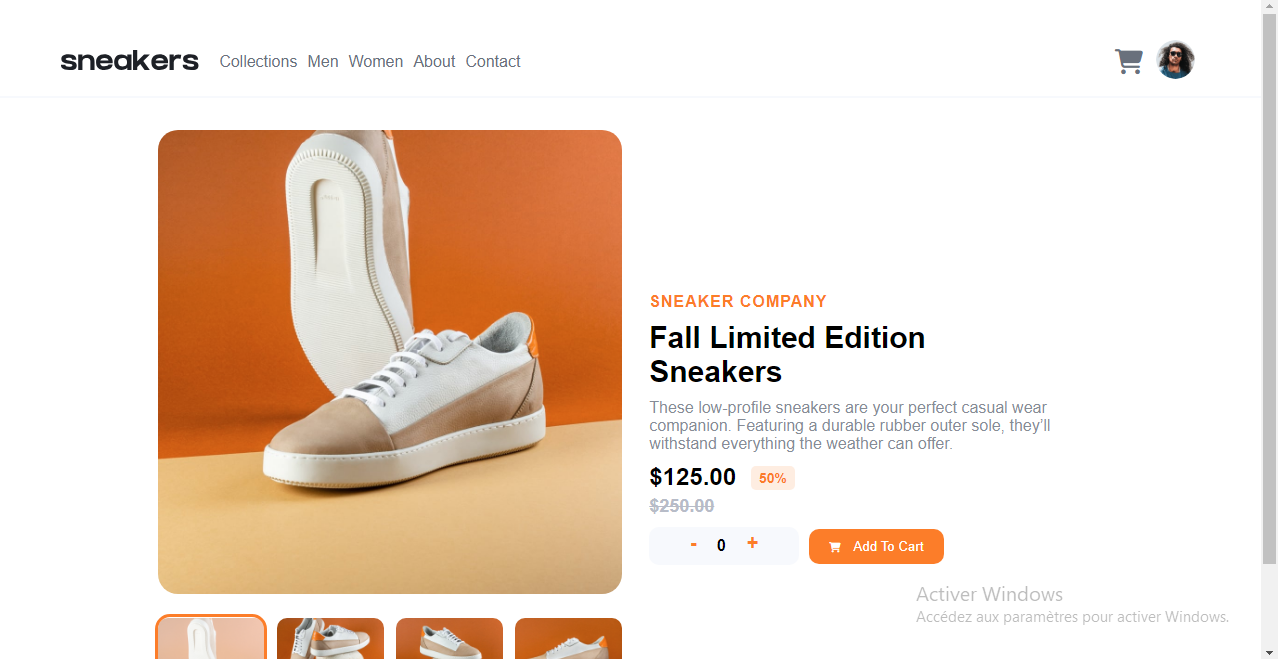 sneakers
Collections Men Women About Contact
SNEAKER COMPANY
Fall Limited Edition
Sneakers
These low-profile sneakers are your perfect casual wear
companion. Featuring a durable rubber outer sole, they’ll
withstand everything the weather can offer.
$125.00 50%
$250.00
- 0 + Add To Cart
Activer Windows
Accédez aux paramètres pour activer Windows.